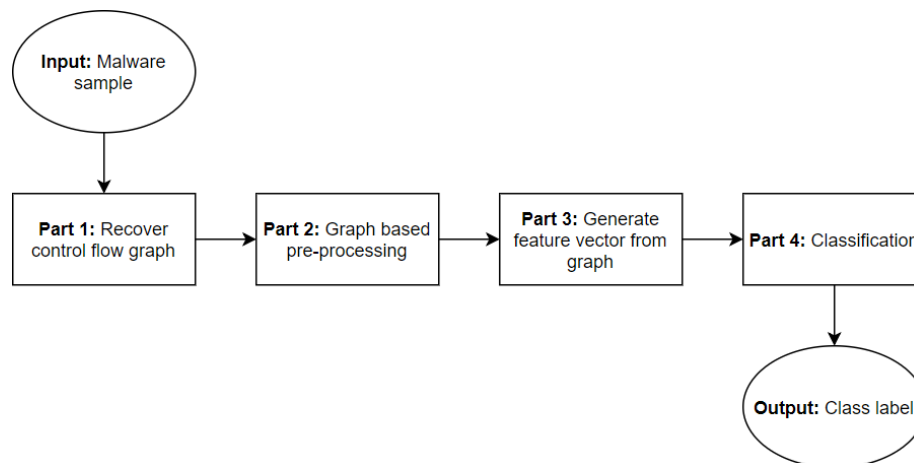 Input: Malware
sample
Part 1: Recover
control flow graph
Part 2: Graph based
pre-processing
Part 3: Generate
feature vector from
graph
Part 4: Classification
Output: Class label